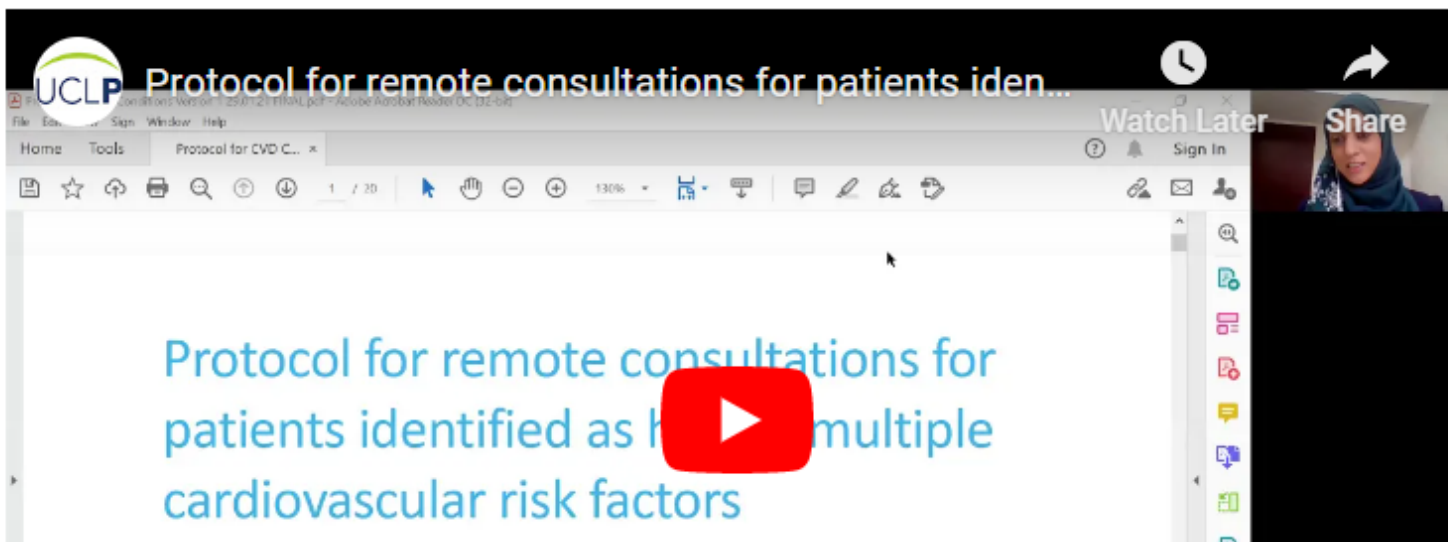 UCLP
Protocol for remote consultations for patients iden...
Watch Later
Share
Sign Window Help
Home Tools Protocol for CVD C... × Sign In
1 / 20 130%
Protocol for remote consultations for
patients identified as h multiple
cardiovascular risk factors